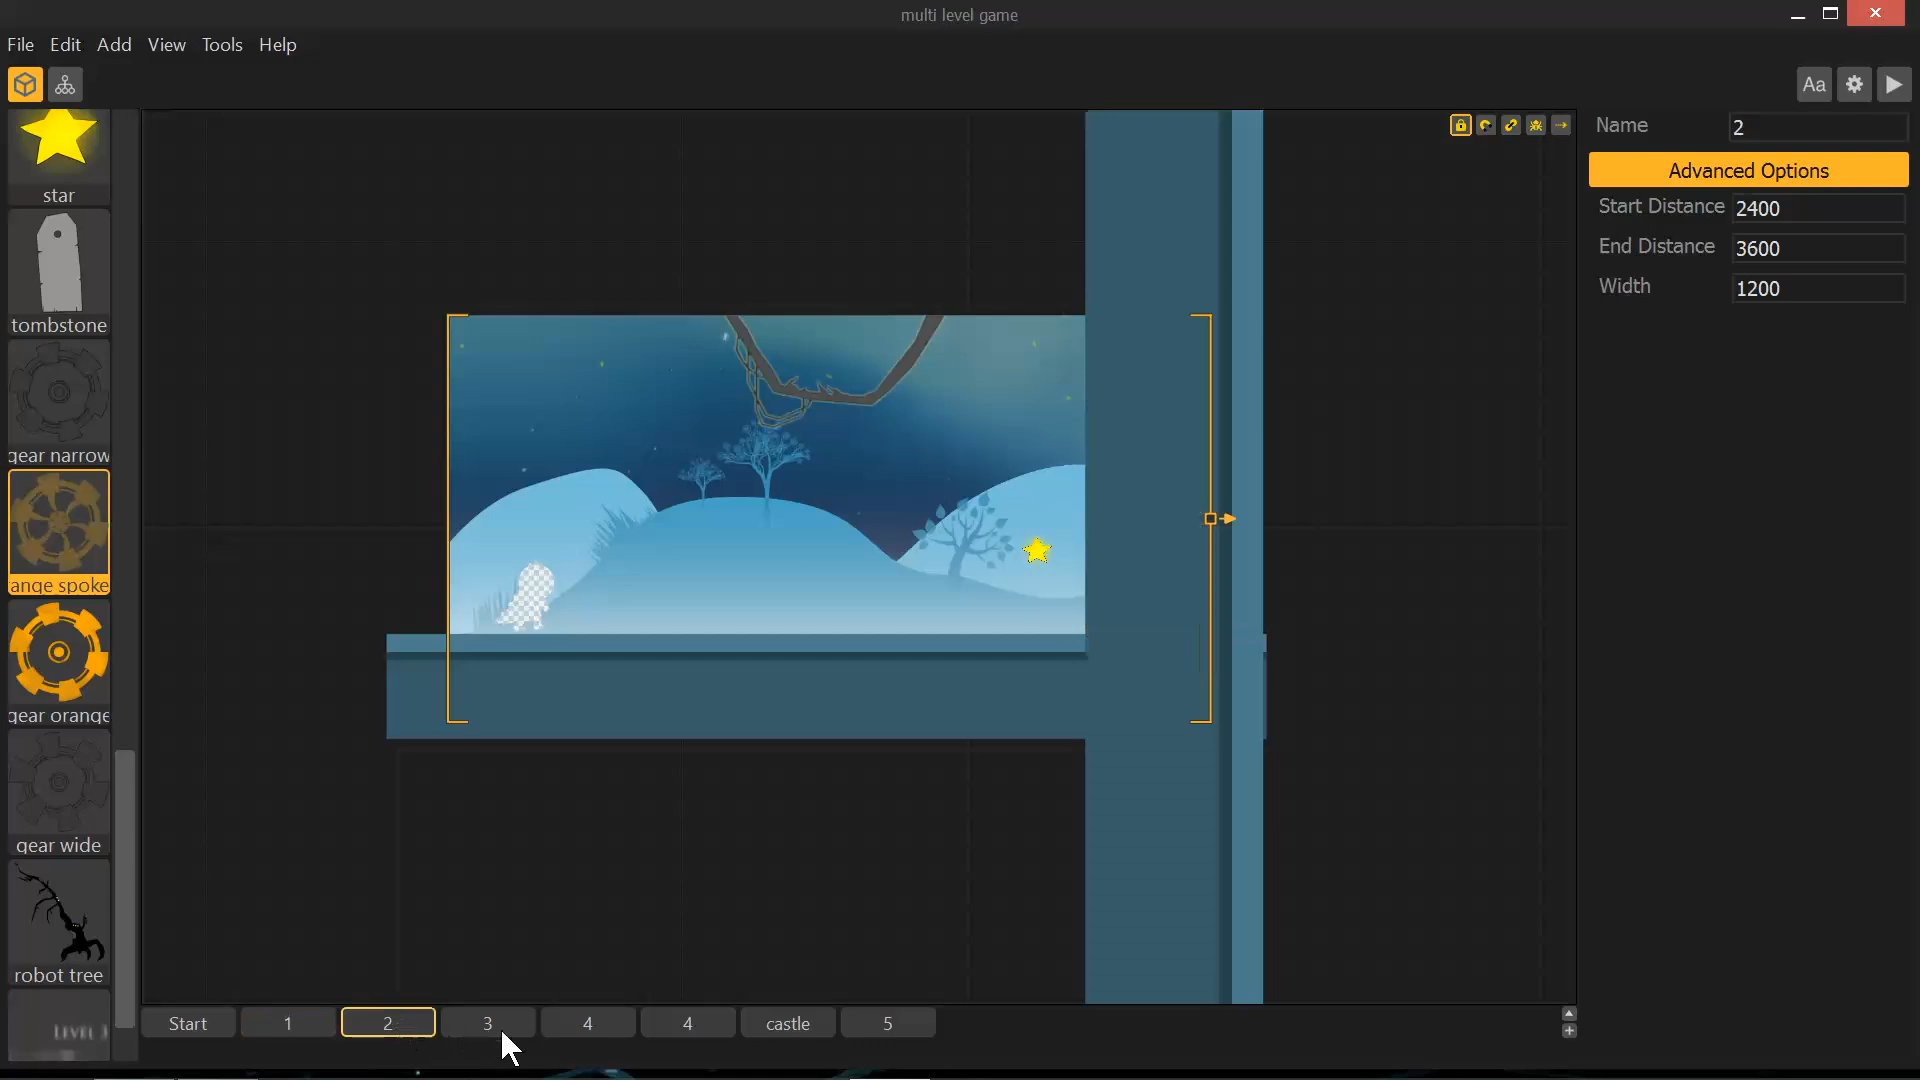 multi level game
File Edit Add View Tools Help
Aa
Name 2
Advanced Options
Start Distance 2400
End Distance 3600
Width 1200
star
tombstone
gear narrow
ange spoke
gear orange
gear wide
robot tree
LEVEL
Start 1 2 3 4 4 castle 5